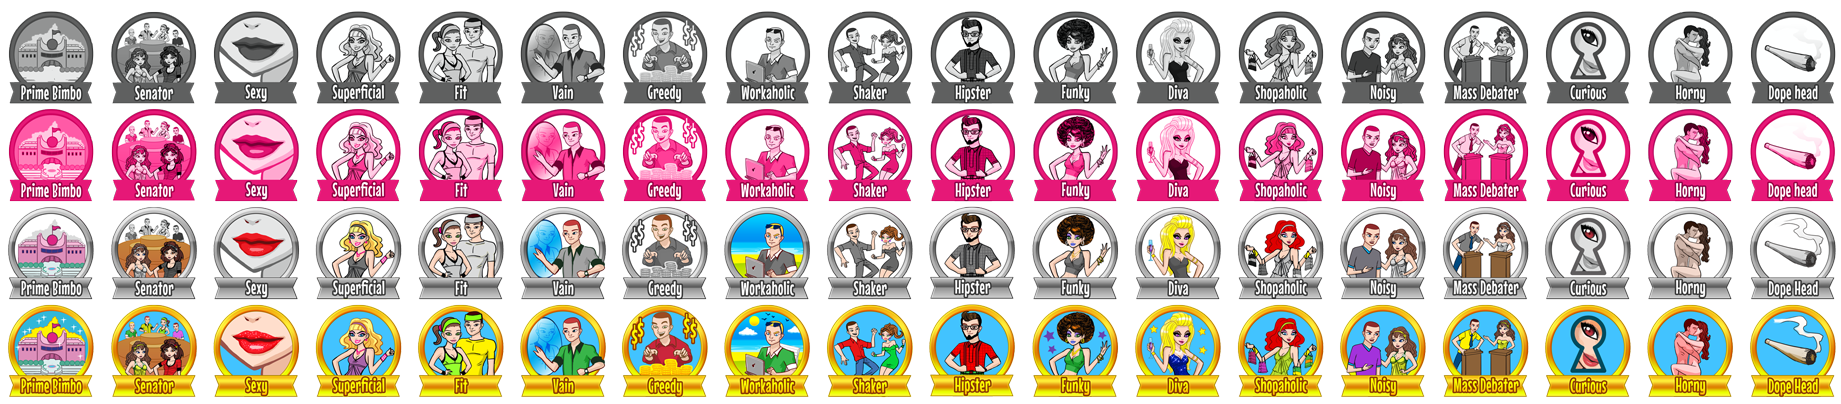 Prime Bimbo Senator Sexy Superficial Fit Vain Greedy Workaholic Shaker Hipster Funky Diva Shopaholic Noisy Mass Debater Curious Horny Dope head
Prime Bimbo Senator Sexy Superficial Fit Vain Greedy Workaholic Shaker Hipster Funky Diva Shopaholic Noisy Mass Debater Curious Horny Dope head
Prime Bimbo Senator Sexy Superficial Fit Vain Greedy Workaholic Shaker Hipster Funky Diva Shopaholic Noisy Mass Debater Curious Horny Dope Head
Prime Bimbo Senator Sexy Superficial Fit Vain Greedy Workaholic Shaker Hipster Funky Diva Shopaholic Noisy Mass Debater Curious Horny Dope Head